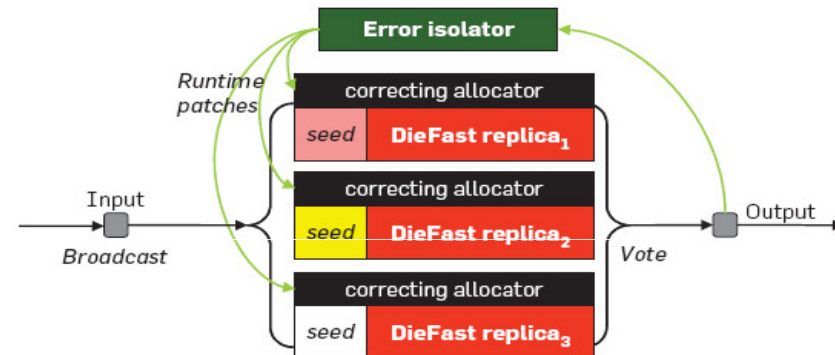 Error isolator
Runtime
patches
correcting allocator
seed DieFast replica₁
correcting allocator
seed DieFast replica₂
correcting allocator
seed DieFast replica₃
Input
Broadcast
Vote
Output